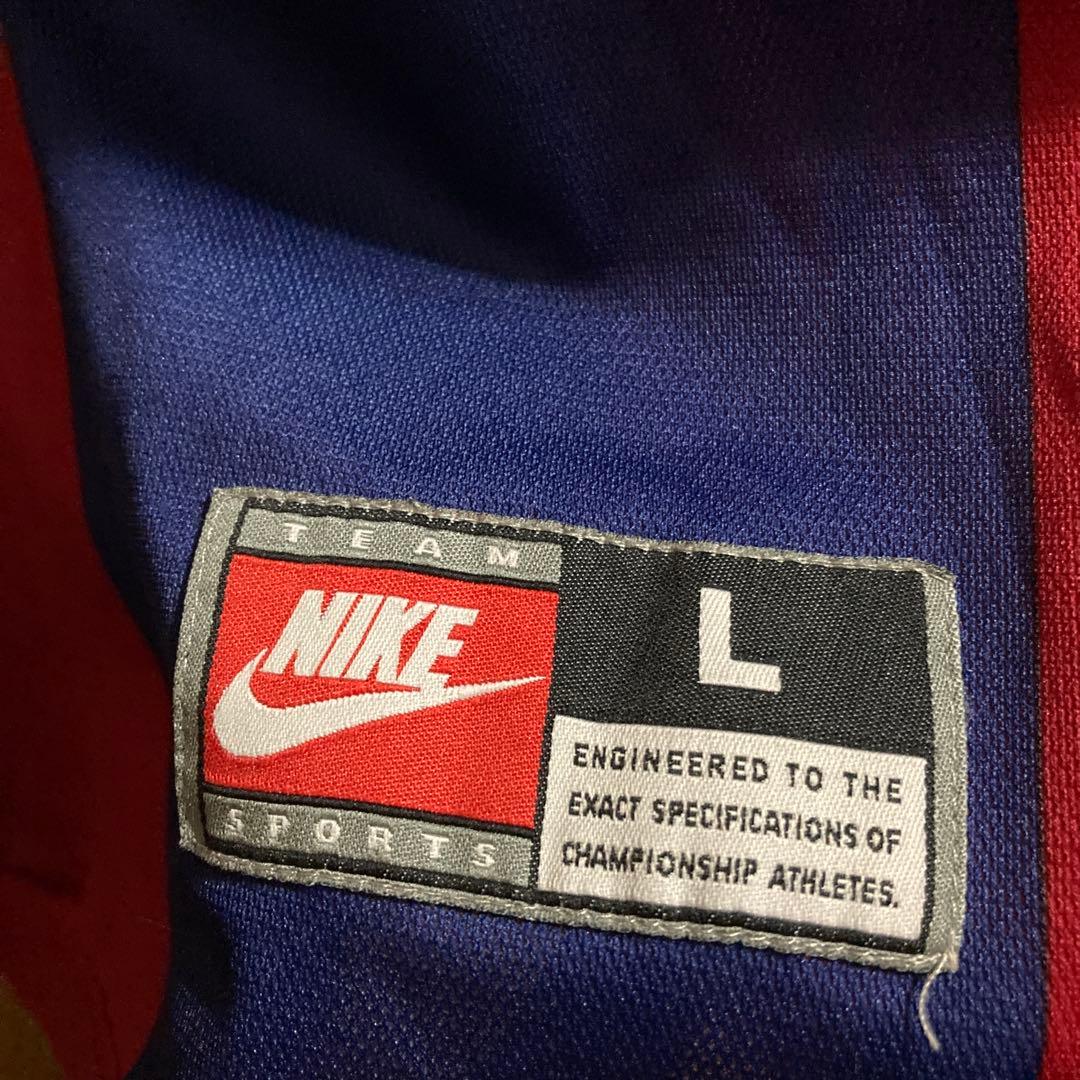 TEAM
NIKE
SPORTS
L
ENGINEERED TO THE
EXACT SPECIFICATIONS OF
CHAMPIONSHIP ATHLETES.